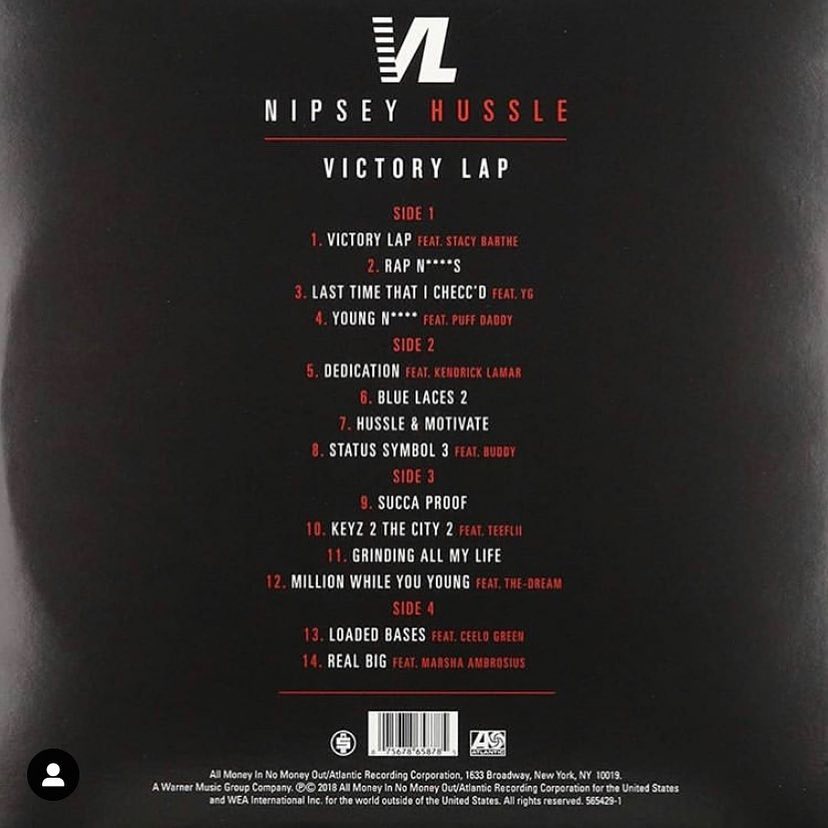 VL
NIPSEY HUSSLE
VICTORY LAP
SIDE 1
1. VICTORY LAP FEAT. STACY BARTHE
2. RAP N****S
3. LAST TIME THAT I CHECC'D FEAT. YG
4. YOUNG N**** FEAT. PUFF DADDY
SIDE 2
5. DEDICATION FEAT. KENDRICK LAMAR
6. BLUE LACES 2
7. HUSSLE & MOTIVATE
8. STATUS SYMBOL 3 FEAT. BUDDY
SIDE 3
9. SUCCA PROOF
10. KEYZ 2 THE CITY 2 FEAT. TEEFLII
11. GRINDING ALL MY LIFE
12. MILLION WHILE YOU YOUNG FEAT. THE-DREAM
SIDE 4
13. LOADED BASES FEAT. CEELO GREEN
14. REAL BIG FEAT. MARSHA AMBROSIUS
75678 65878
ATLANTIC
All Money In No Money Out/Atlantic Recording Corporation, 1633 Broadway, New York, NY 10019.
A Warner Music Group Company. ℗© 2018 All Money In No Money Out/Atlantic Recording Corporation for the United States
and WEA International Inc. for the world outside of the United States. All rights reserved. 565429-1